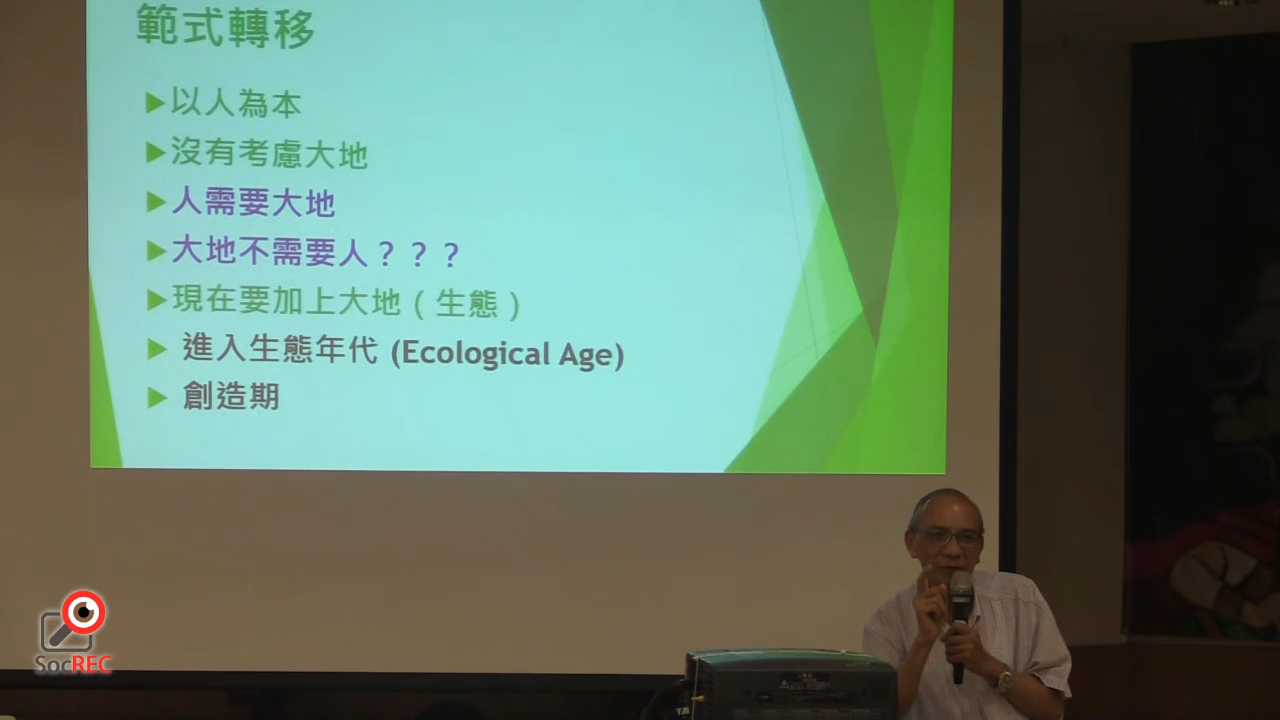 範式轉移
以人為本
沒有考慮大地
人需要大地
大地不需要人？？？
現在要加上大地（生態）
進入生態年代 (Ecological Age)
創造期
SocREC